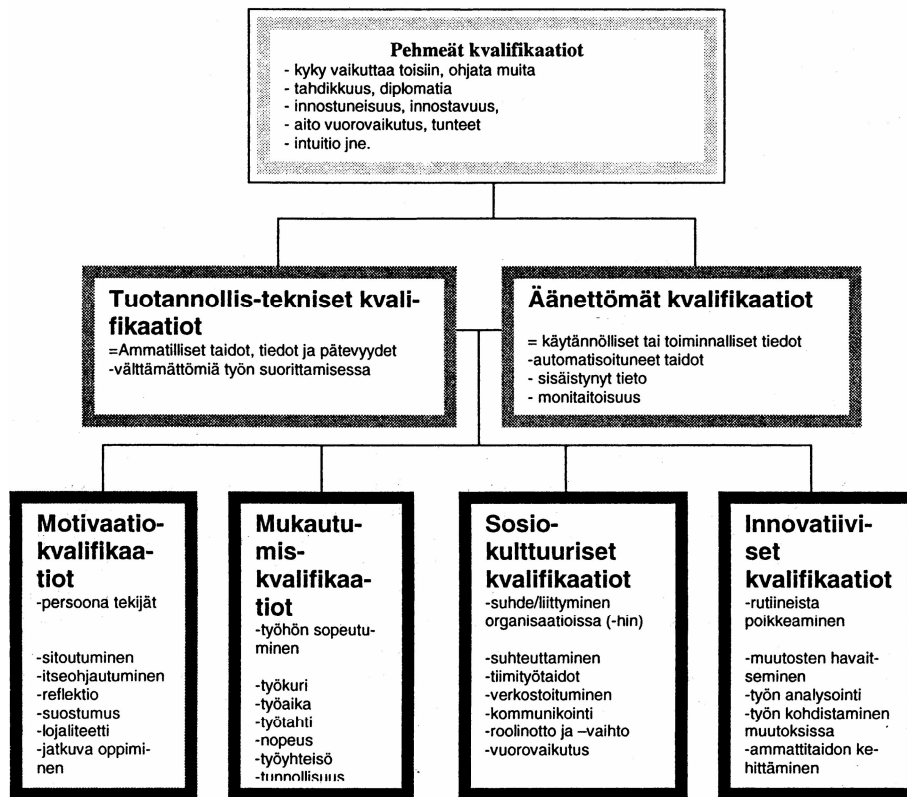 Pehmeät kvalifikaatiot
- kyky vaikuttaa toisiin, ohjata muita
- tahdikkuus, diplomatia
- innostuneisuus, innostavuus,
- aito vuorovaikutus, tunteet
- intuitio jne.
Tuotannollis-tekniset kvali-
fikaatiot
=Ammatilliset taidot, tiedot ja pätevyydet
-välttämättömiä työn suorittamisessa
Äänettömät kvalifikaatiot
= käytännölliset tai toiminnalliset tiedot
-automatisoituneet taidot
- sisäistynyt tieto
- monitaitoisuus
Motivaatio-
kvalifikaa-
tiot
-persoona tekijät
-sitoutuminen
-itseohjautuminen
-reflektio
-suostumus
-lojaliteetti
-jatkuva oppimi-
nen
Mukautu-
mis-
kvalifikaa-
tiot
-työhön sopeutu-
minen
-työkuri
-työaika
-työtahti
-nopeus
-työyhteisö
-tunnollisuus
Sosio-
kulttuuriset
kvalifikaatiot
-suhde/liittyminen
organisaatioissa (-hin)
-suhteuttaminen
-tiimityötaidot
-verkostoituminen
-kommunikointi
-roolinotto ja –vaihto
-vuorovaikutus
Innovatiivi-
set
kvalifikaatiot
-rutiineista
poikkeaminen
-muutosten havait-
seminen
-työn analysointi
-työn kohdistaminen
muutoksissa
-ammattitaidon ke-
hittäminen